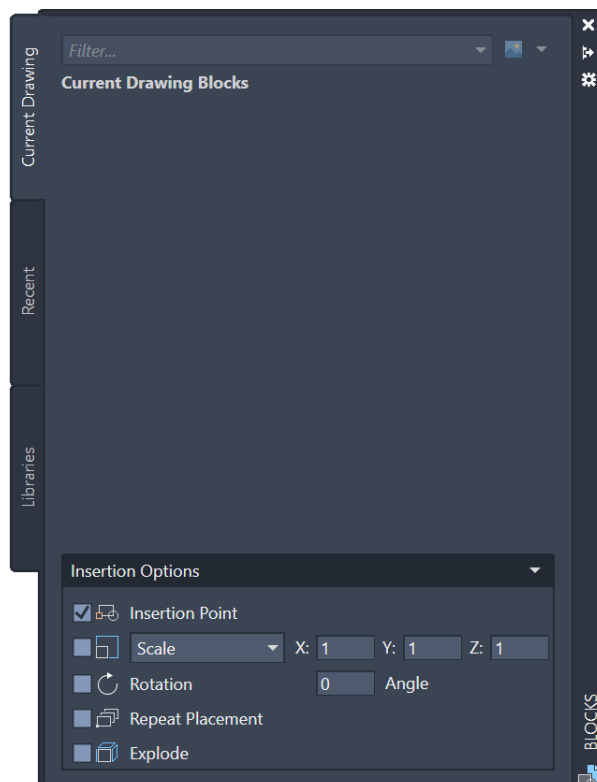 Filter...
Current Drawing Blocks
Current Drawing
Recent
Libraries
Insertion Options
Insertion Point
Scale X: 1 Y: 1 Z: 1
Rotation 0 Angle
Repeat Placement
Explode
BLOCKS